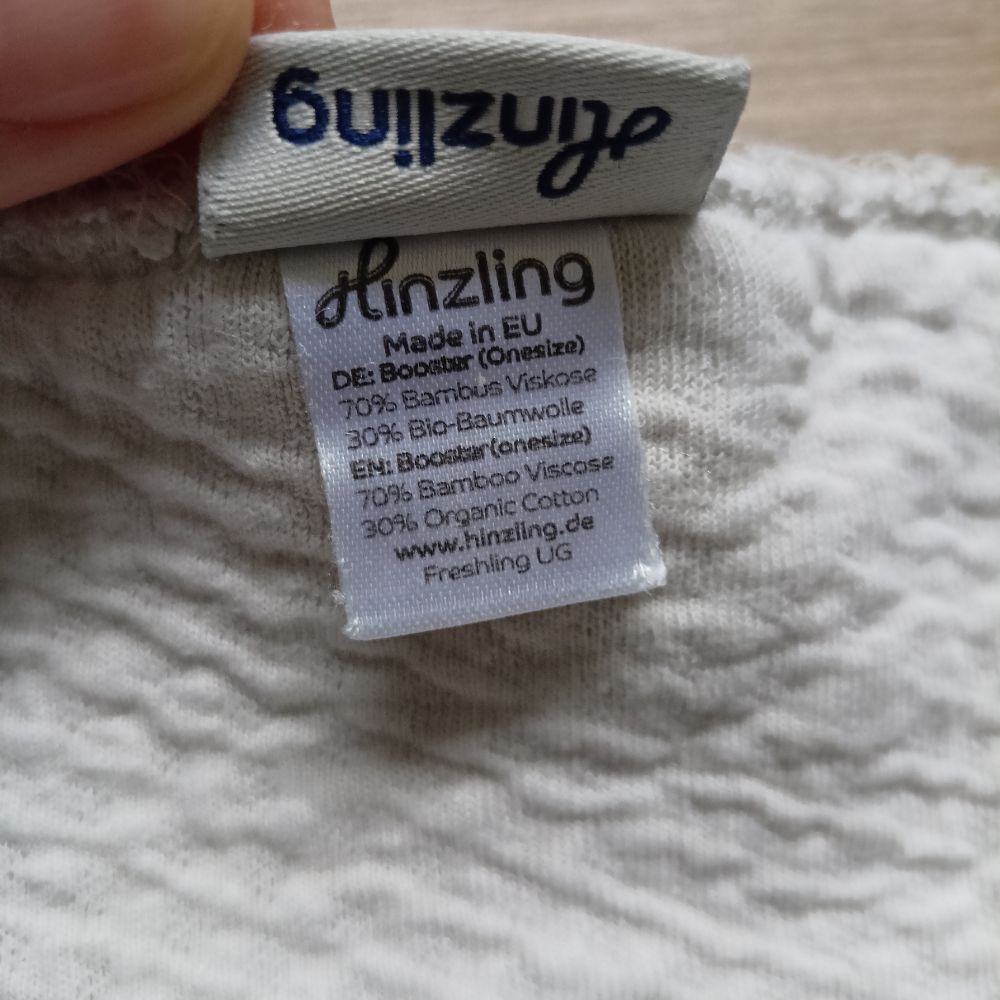 Hinzling
Hinzling
Made in EU
DE: Booster (Onesize)
70% Bambus Viskose
30% Bio-Baumwolle
EN: Booster(onesize)
70% Bamboo Viscose
30% Organic Cotton
www.hinzling.de
Freshling UG